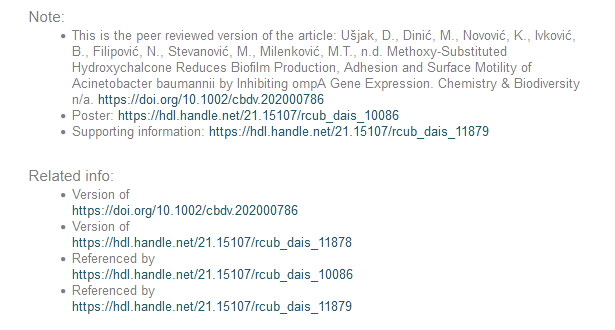 Note:
• This is the peer reviewed version of the article: Ušjak, D., Dinić, M., Novović, K., Ivković,
B., Filipović, N., Stevanović, M., Milenković, M.T., n.d. Methoxy-Substituted
Hydroxychalcone Reduces Biofilm Production, Adhesion and Surface Motility of
Acinetobacter baumannii by Inhibiting ompA Gene Expression. Chemistry & Biodiversity
n/a. https://doi.org/10.1002/cbdv.202000786
• Poster: https://hdl.handle.net/21.15107/rcub_dais_10086
• Supporting information: https://hdl.handle.net/21.15107/rcub_dais_11879
Related info:
• Version of
https://doi.org/10.1002/cbdv.202000786
• Version of
https://hdl.handle.net/21.15107/rcub_dais_11878
• Referenced by
https://hdl.handle.net/21.15107/rcub_dais_10086
• Referenced by
https://hdl.handle.net/21.15107/rcub_dais_11879